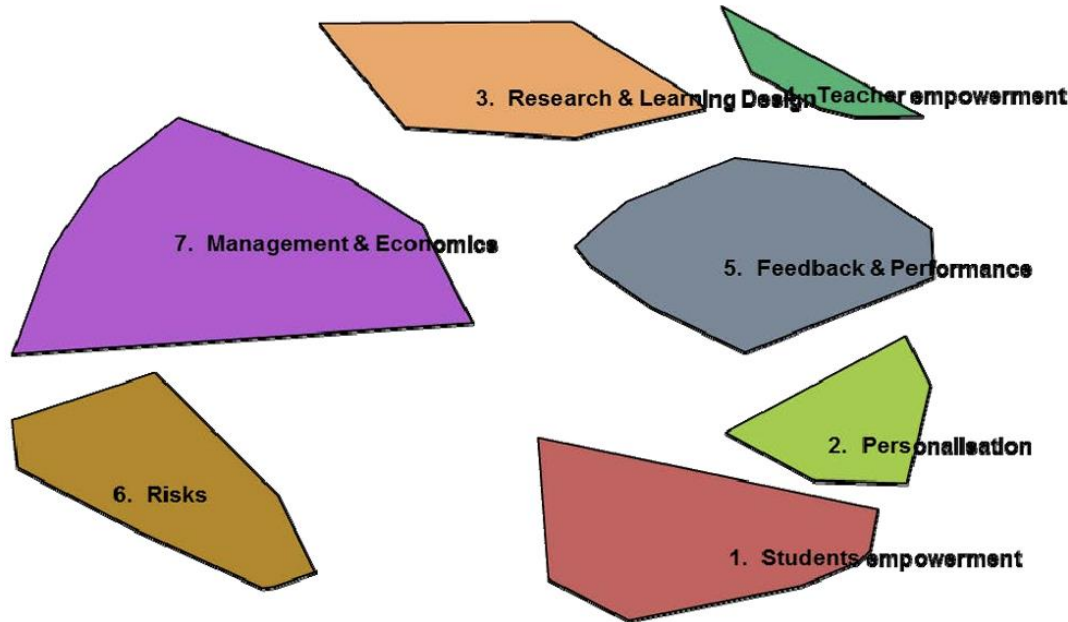 3. Research & Learning Design
Teacher empowerment
7. Management & Economics
5. Feedback & Performance
2. Personalisation
6. Risks
1. Students empowerment